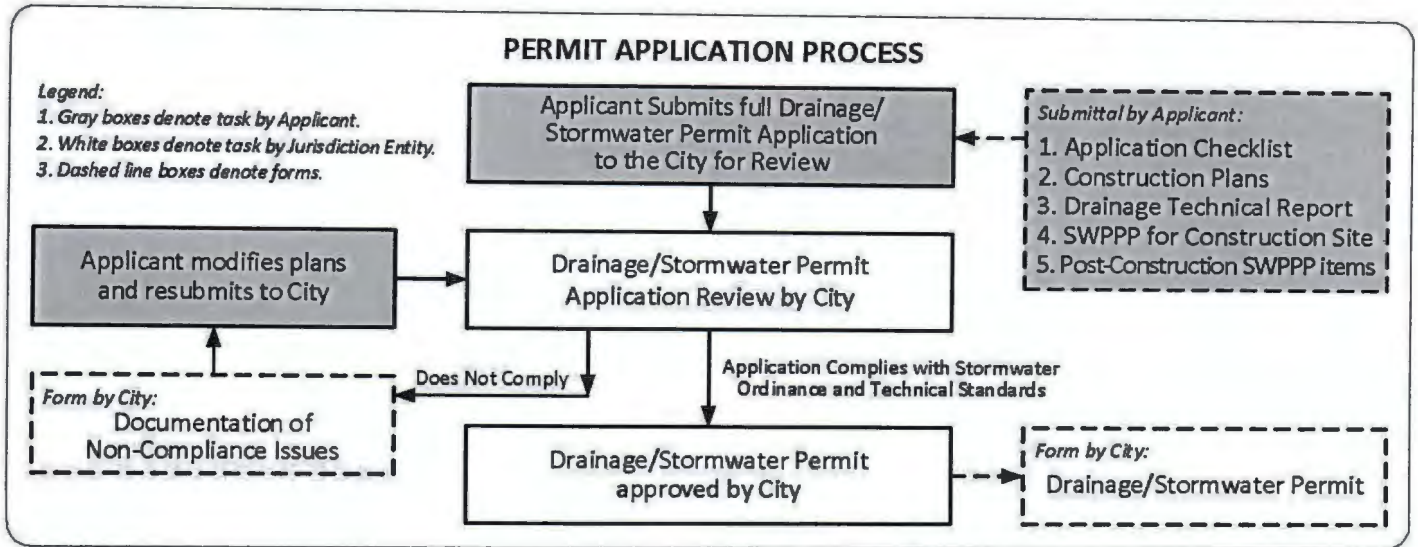 PERMIT APPLICATION PROCESS
Legend:
1. Gray boxes denote task by Applicant.
2. White boxes denote task by Jurisdiction Entity.
3. Dashed line boxes denote forms.
Applicant Submits full Drainage/
Stormwater Permit Application
to the City for Review
Submittal by Applicant:
1. Application Checklist
2. Construction Plans
3. Drainage Technical Report
4. SWPPP for Construction Site
5. Post-Construction SWPPP items
Applicant modifies plans
and resubmits to City
Drainage/Stormwater Permit
Application Review by City
Does Not Comply
Application Complies with Stormwater
Ordinance and Technical Standards
Form by City:
Documentation of
Non-Compliance Issues
Drainage/Stormwater Permit
approved by City
Form by City:
Drainage/Stormwater Permit